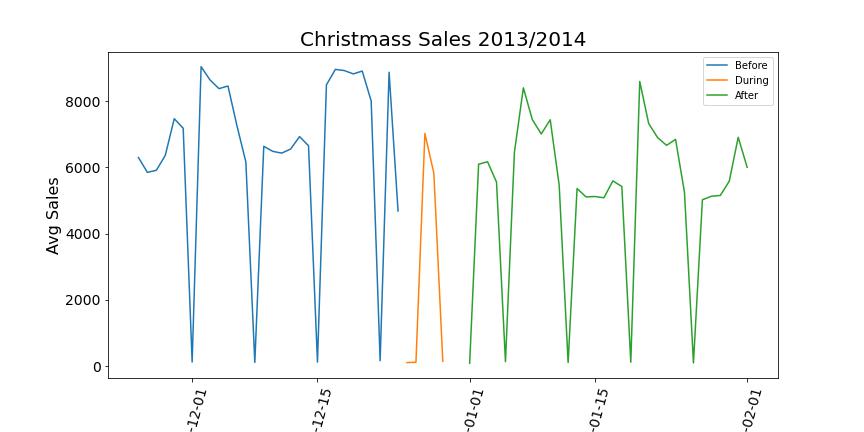 Christmass Sales 2013/2014
Before
During
After
Avg Sales
8000
6000
4000
2000
0
-12-01
-12-15
-01-01
-01-15
-02-01